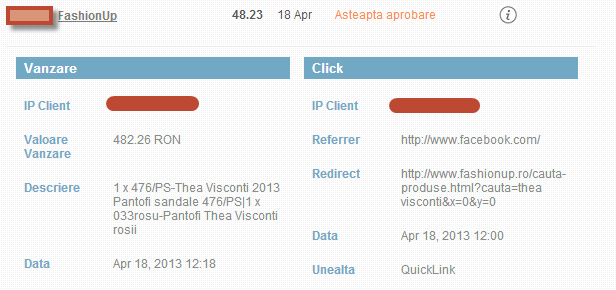 FashionUp 48.23 18 Apr Asteapta aprobare i
Vanzare
IP Client
Valoare Vanzare
482.26 RON
Descriere
1 x 476/PS-Thea Visconti 2013
Pantofi sandale 476/PS|1 x
033rosu-Pantofi Thea Visconti
rosii
Data
Apr 18, 2013 12:18
Click
IP Client
Referrer
http://www.facebook.com/
Redirect
http://www.fashionup.ro/cauta-
produse.html?cauta=thea
visconti&x=0&y=0
Data
Apr 18, 2013 12:00
Unealta
QuickLink